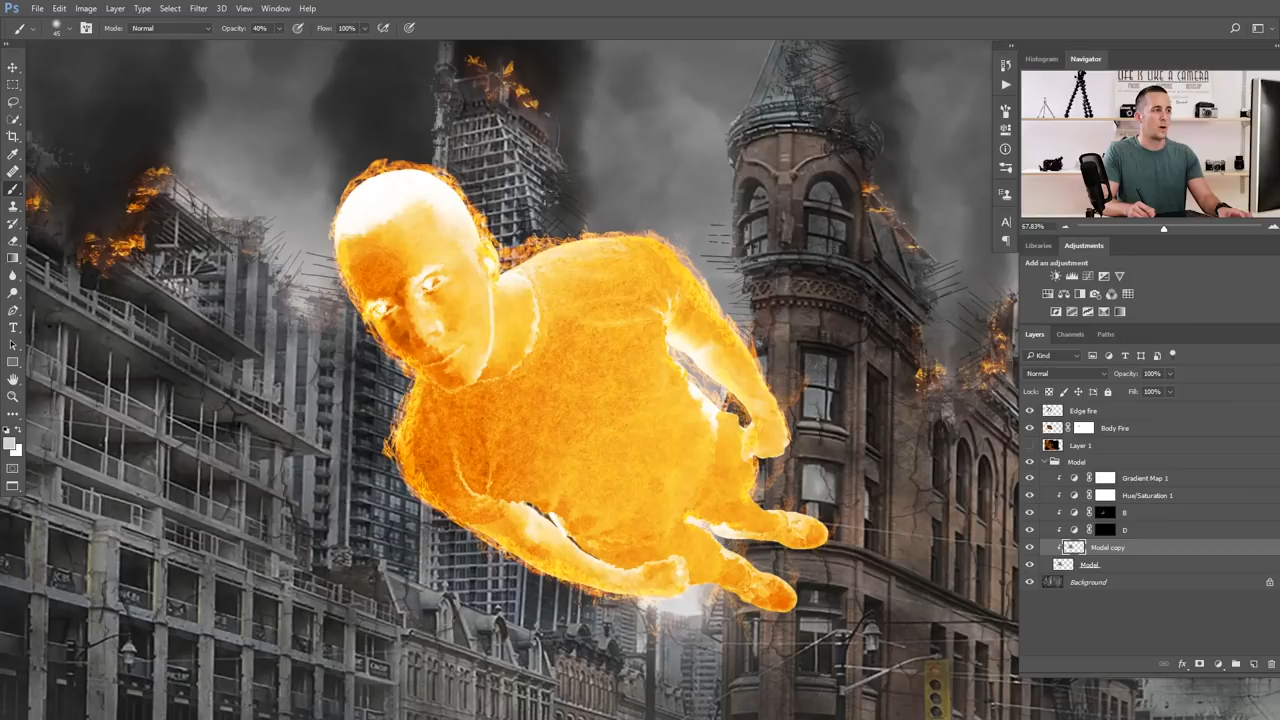 Ps File Edit Image Layer Type Select Filter 3D View Window Help
45 Mode: Normal Opacity: 40% Flow: 100%
Histogram Navigator
LIFE IS LIKE A CAMERA
67.83%
Libraries Adjustments
Add an adjustment
Layers Channels Paths
Kind
Normal Opacity: 100%
Lock: Fill: 100%
Edge fire
Body Fire
Layer 1
Model
Gradient Map 1
Hue/Saturation 1
B
D
Model copy
Model
Background